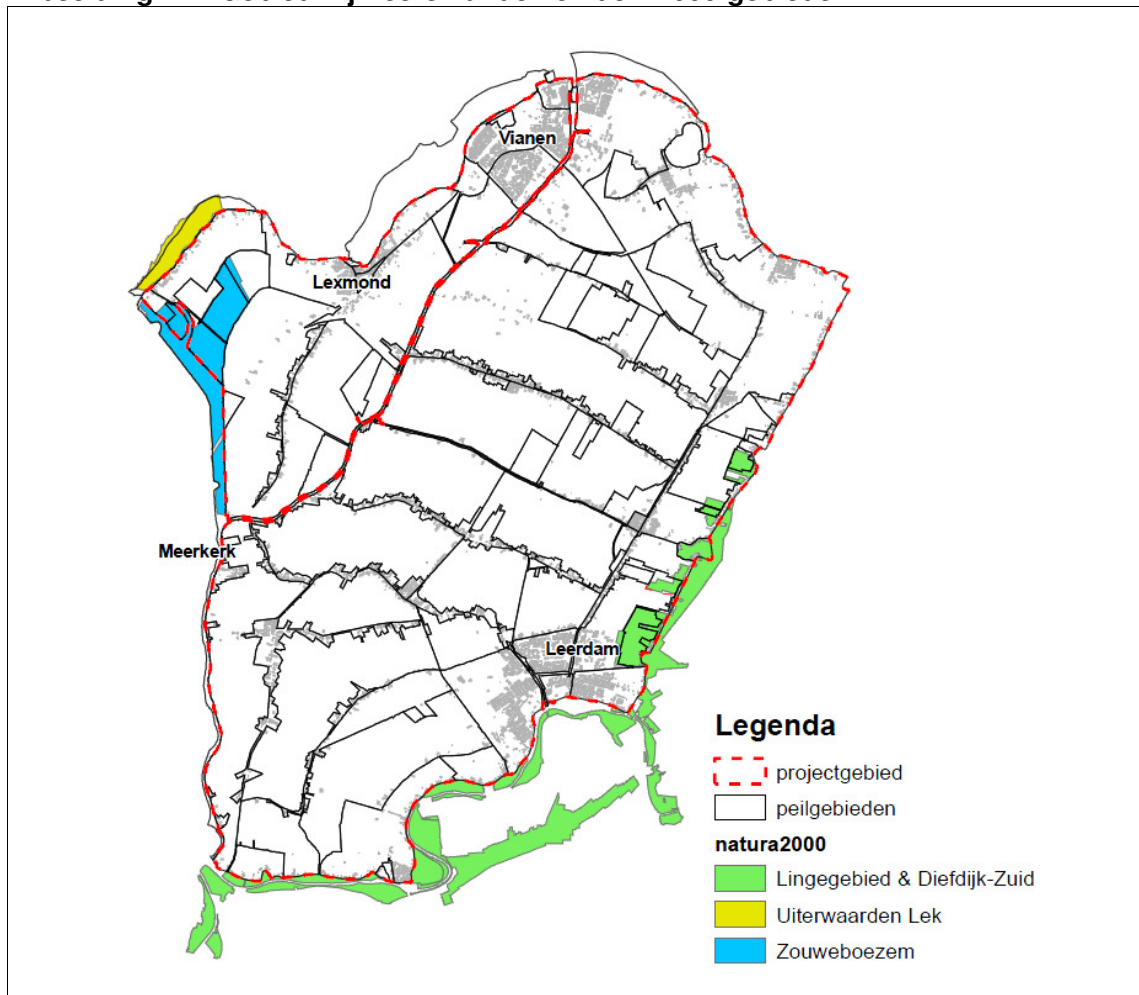 Vianen
Lexmond
Meerkerk
Leerdam
Legenda
projectgebied
peilgebieden
natura2000
Lingegebied & Diefdijk-Zuid
Uiterwaarden Lek
Zouweboezem